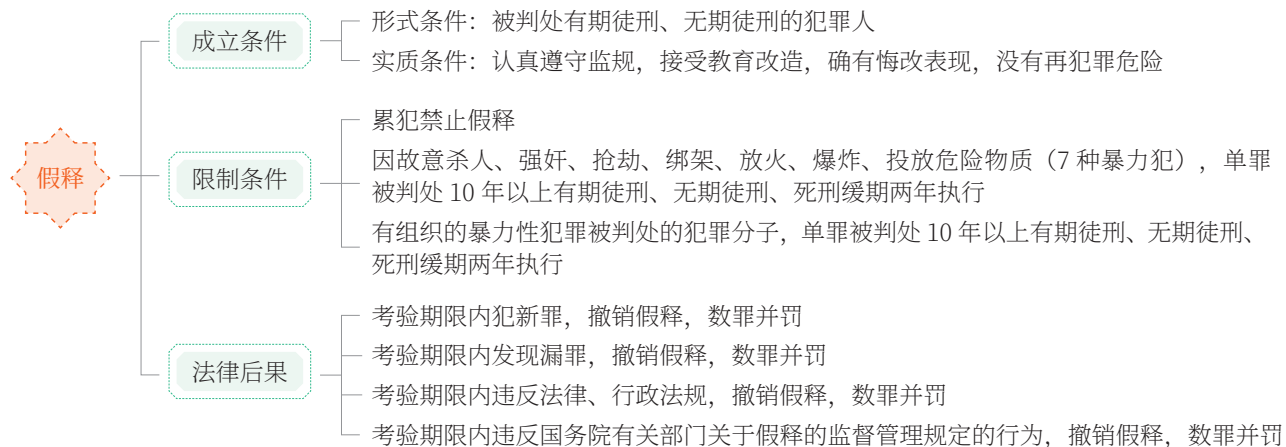 假释
成立条件
形式条件：被判处有期徒刑、无期徒刑的犯罪人
实质条件：认真遵守监规，接受教育改造，确有悔改表现，没有再犯罪危险
限制条件
累犯禁止假释
因故意杀人、强奸、抢劫、绑架、放火、爆炸、投放危险物质（7 种暴力犯），单罪
被判处 10 年以上有期徒刑、无期徒刑、死刑缓期两年执行
有组织的暴力性犯罪被判处的犯罪分子，单罪被判处 10 年以上有期徒刑、无期徒刑、
死刑缓期两年执行
法律后果
考验期限内犯新罪，撤销假释，数罪并罚
考验期限内发现漏罪，撤销假释，数罪并罚
考验期限内违反法律、行政法规，撤销假释，数罪并罚
考验期限内违反国务院有关部门关于假释的监督管理规定的行为，撤销假释，数罪并罚